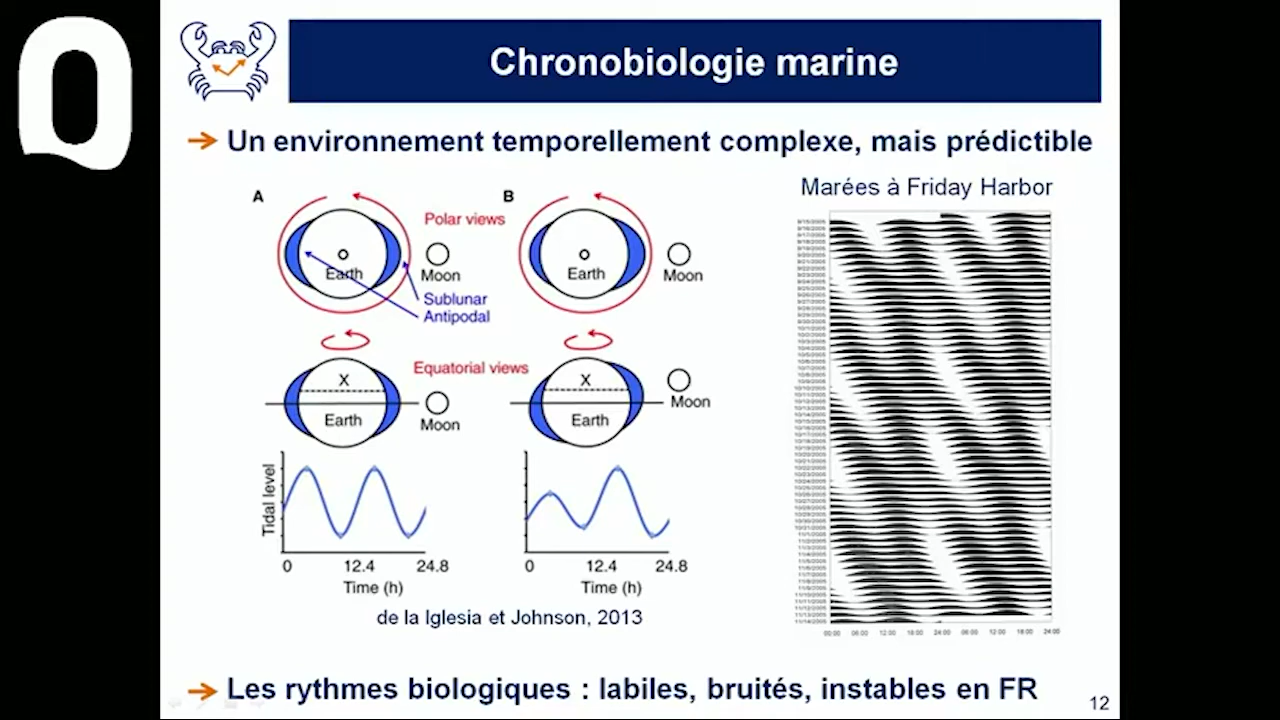 Chronobiologie marine
Un environnement temporellement complexe, mais prédictible
Marées à Friday Harbor
A
B
Polar views
Earth
Moon
Earth
Moon
Sublunar
Antipodal
Equatorial views
X
Earth
Moon
X
Earth
Moon
Tidal level
0 12.4 24.8
Time (h)
0 12.4 24.8
Time (h)
de la Iglesia et Johnson, 2013
00:00 06:00 12:00 18:00 24:00 06:00 12:00 18:00 24:00
Les rythmes biologiques : labiles, bruités, instables en FR
12